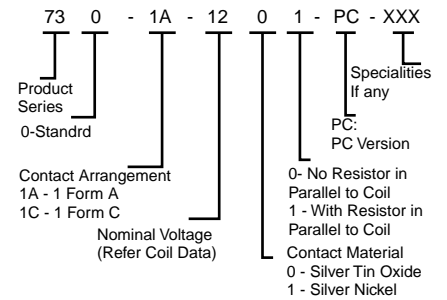 73 0 - 1A - 12 0 1 - PC - XXX
Specialities
If any
Product
Series
PC:
PC Version
0-Standrd
0- No Resistor in
Parallel to Coil
1 - With Resistor in
Parallel to Coil
Contact Arrangement
1A - 1 Form A
1C - 1 Form C
Nominal Voltage
(Refer Coil Data)
Contact Material
0 - Silver Tin Oxide
1 - Silver Nickel